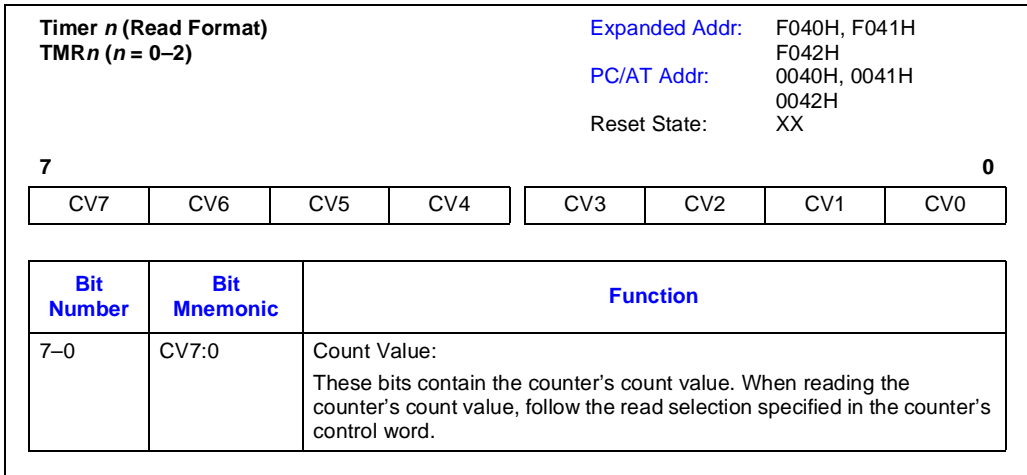 Timer n (Read Format)
TMRn (n = 0–2)
Expanded Addr: F040H, F041H
F042H
PC/AT Addr: 0040H, 0041H
0042H
Reset State: XX
7 0
CV7 CV6 CV5 CV4 CV3 CV2 CV1 CV0
Bit Number Bit Mnemonic Function
7–0 CV7:0 Count Value:
These bits contain the counter's count value. When reading the
counter's count value, follow the read selection specified in the counter's
control word.